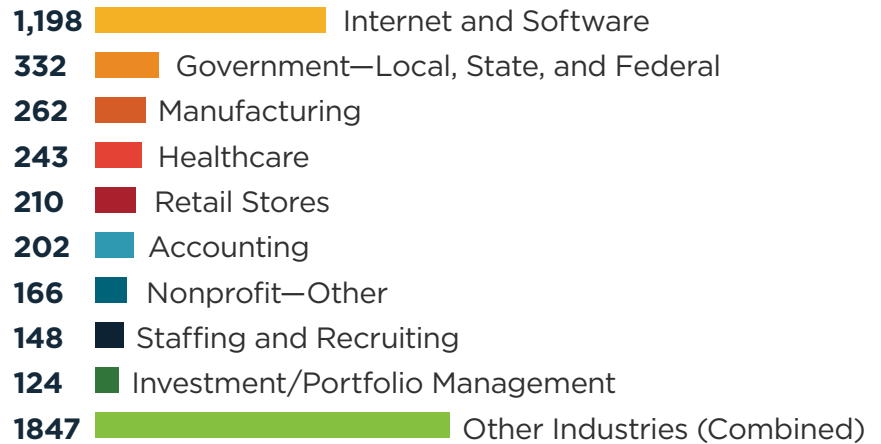 1,198 Internet and Software
332 Government—Local, State, and Federal
262 Manufacturing
243 Healthcare
210 Retail Stores
202 Accounting
166 Nonprofit—Other
148 Staffing and Recruiting
124 Investment/Portfolio Management
1847 Other Industries (Combined)